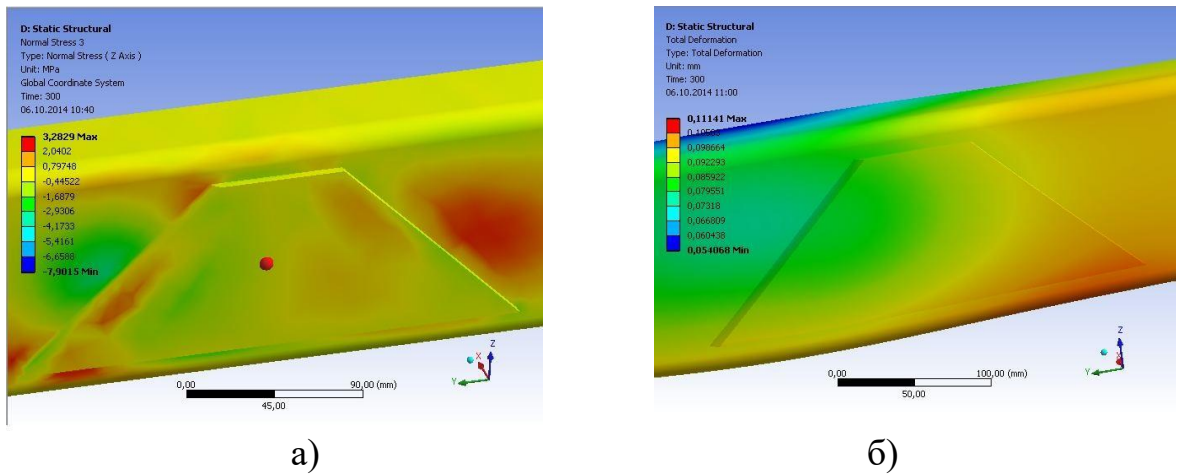 D: Static Structural
Normal Stress 3
Type: Normal Stress ( Z Axis )
Unit: MPa
Global Coordinate System
Time: 300
06.10.2014 10:40
3,2829 Max
2,0402
0,79748
-0,44522
-1,6879
-2,9306
-4,1733
-5,4161
-6,6588
-7,9015 Min
0,00
90,00 (mm)
45,00
Z
X
Y
а)
D: Static Structural
Total Deformation
Type: Total Deformation
Unit: mm
Time: 300
06.10.2014 11:00
0,11141 Max
0,098664
0,092293
0,085922
0,079551
0,07318
0,066809
0,060438
0,054068 Min
0,00
100,00 (mm)
50,00
Z
X
Y
б)